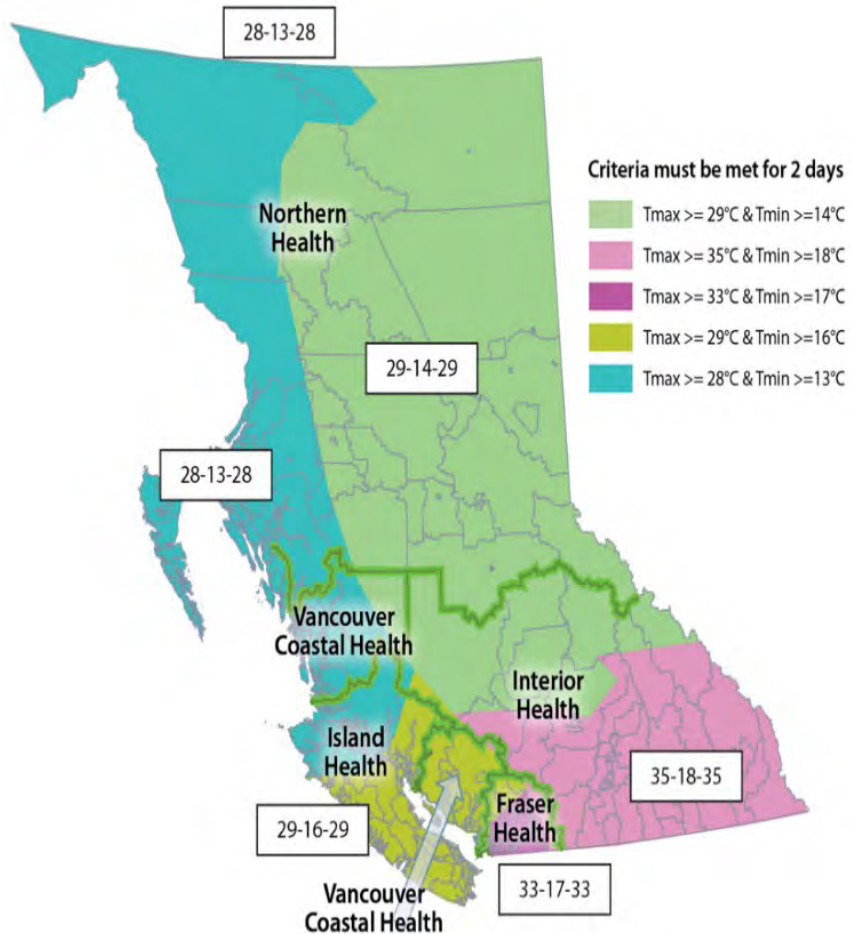 28-13-28
Criteria must be met for 2 days
Tmax >= 29°C & Tmin >=14°C
Tmax >= 35°C & Tmin >=18°C
Tmax >= 33°C & Tmin >=17°C
Tmax >= 29°C & Tmin >=16°C
Tmax >= 28°C & Tmin >=13°C
Northern
Health
29-14-29
28-13-28
Vancouver
Coastal Health
Interior
Health
Island
Health
35-18-35
Fraser
Health
29-16-29
33-17-33
Vancouver
Coastal Health